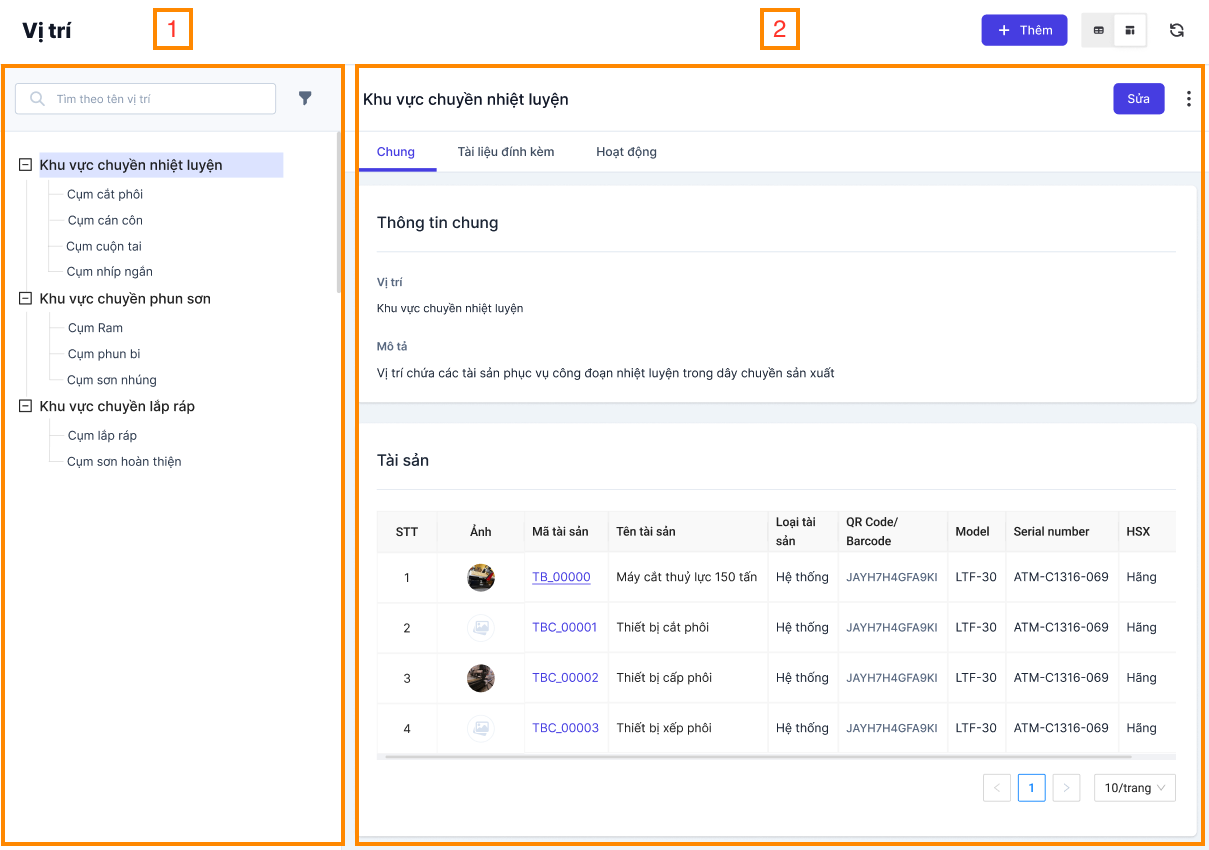 Vị trí
1
2
Thêm
Tìm theo tên vị trí
Khu vực chuyền nhiệt luyện
Cụm cắt phôi
Cụm cán côn
Cụm cuộn tai
Cụm nhíp ngắn
Khu vực chuyền phun sơn
Cụm Ram
Cụm phun bi
Cụm sơn nhúng
Khu vực chuyền lắp ráp
Cụm lắp ráp
Cụm sơn hoàn thiện
Khu vực chuyền nhiệt luyện
Sửa
Chung Tài liệu đính kèm Hoạt động
Thông tin chung
Vị trí
Khu vực chuyền nhiệt luyện
Mô tả
Vị trí chứa các tài sản phục vụ công đoạn nhiệt luyện trong dây chuyền sản xuất
Tài sản
STT Ảnh Mã tài sản Tên tài sản Loại tài sản QR Code/ Barcode Model Serial number HSX
1 TB_00000 Máy cắt thuỷ lực 150 tấn Hệ thống JAYH7H4GFA9KI LTF-30 ATM-C1316-069 Hãng
2 TBC_00001 Thiết bị cắt phôi Hệ thống JAYH7H4GFA9KI LTF-30 ATM-C1316-069 Hãng
3 TBC_00002 Thiết bị cấp phôi Hệ thống JAYH7H4GFA9KI LTF-30 ATM-C1316-069 Hãng
4 TBC_00003 Thiết bị xếp phôi Hệ thống JAYH7H4GFA9KI LTF-30 ATM-C1316-069 Hãng
1
10/trang